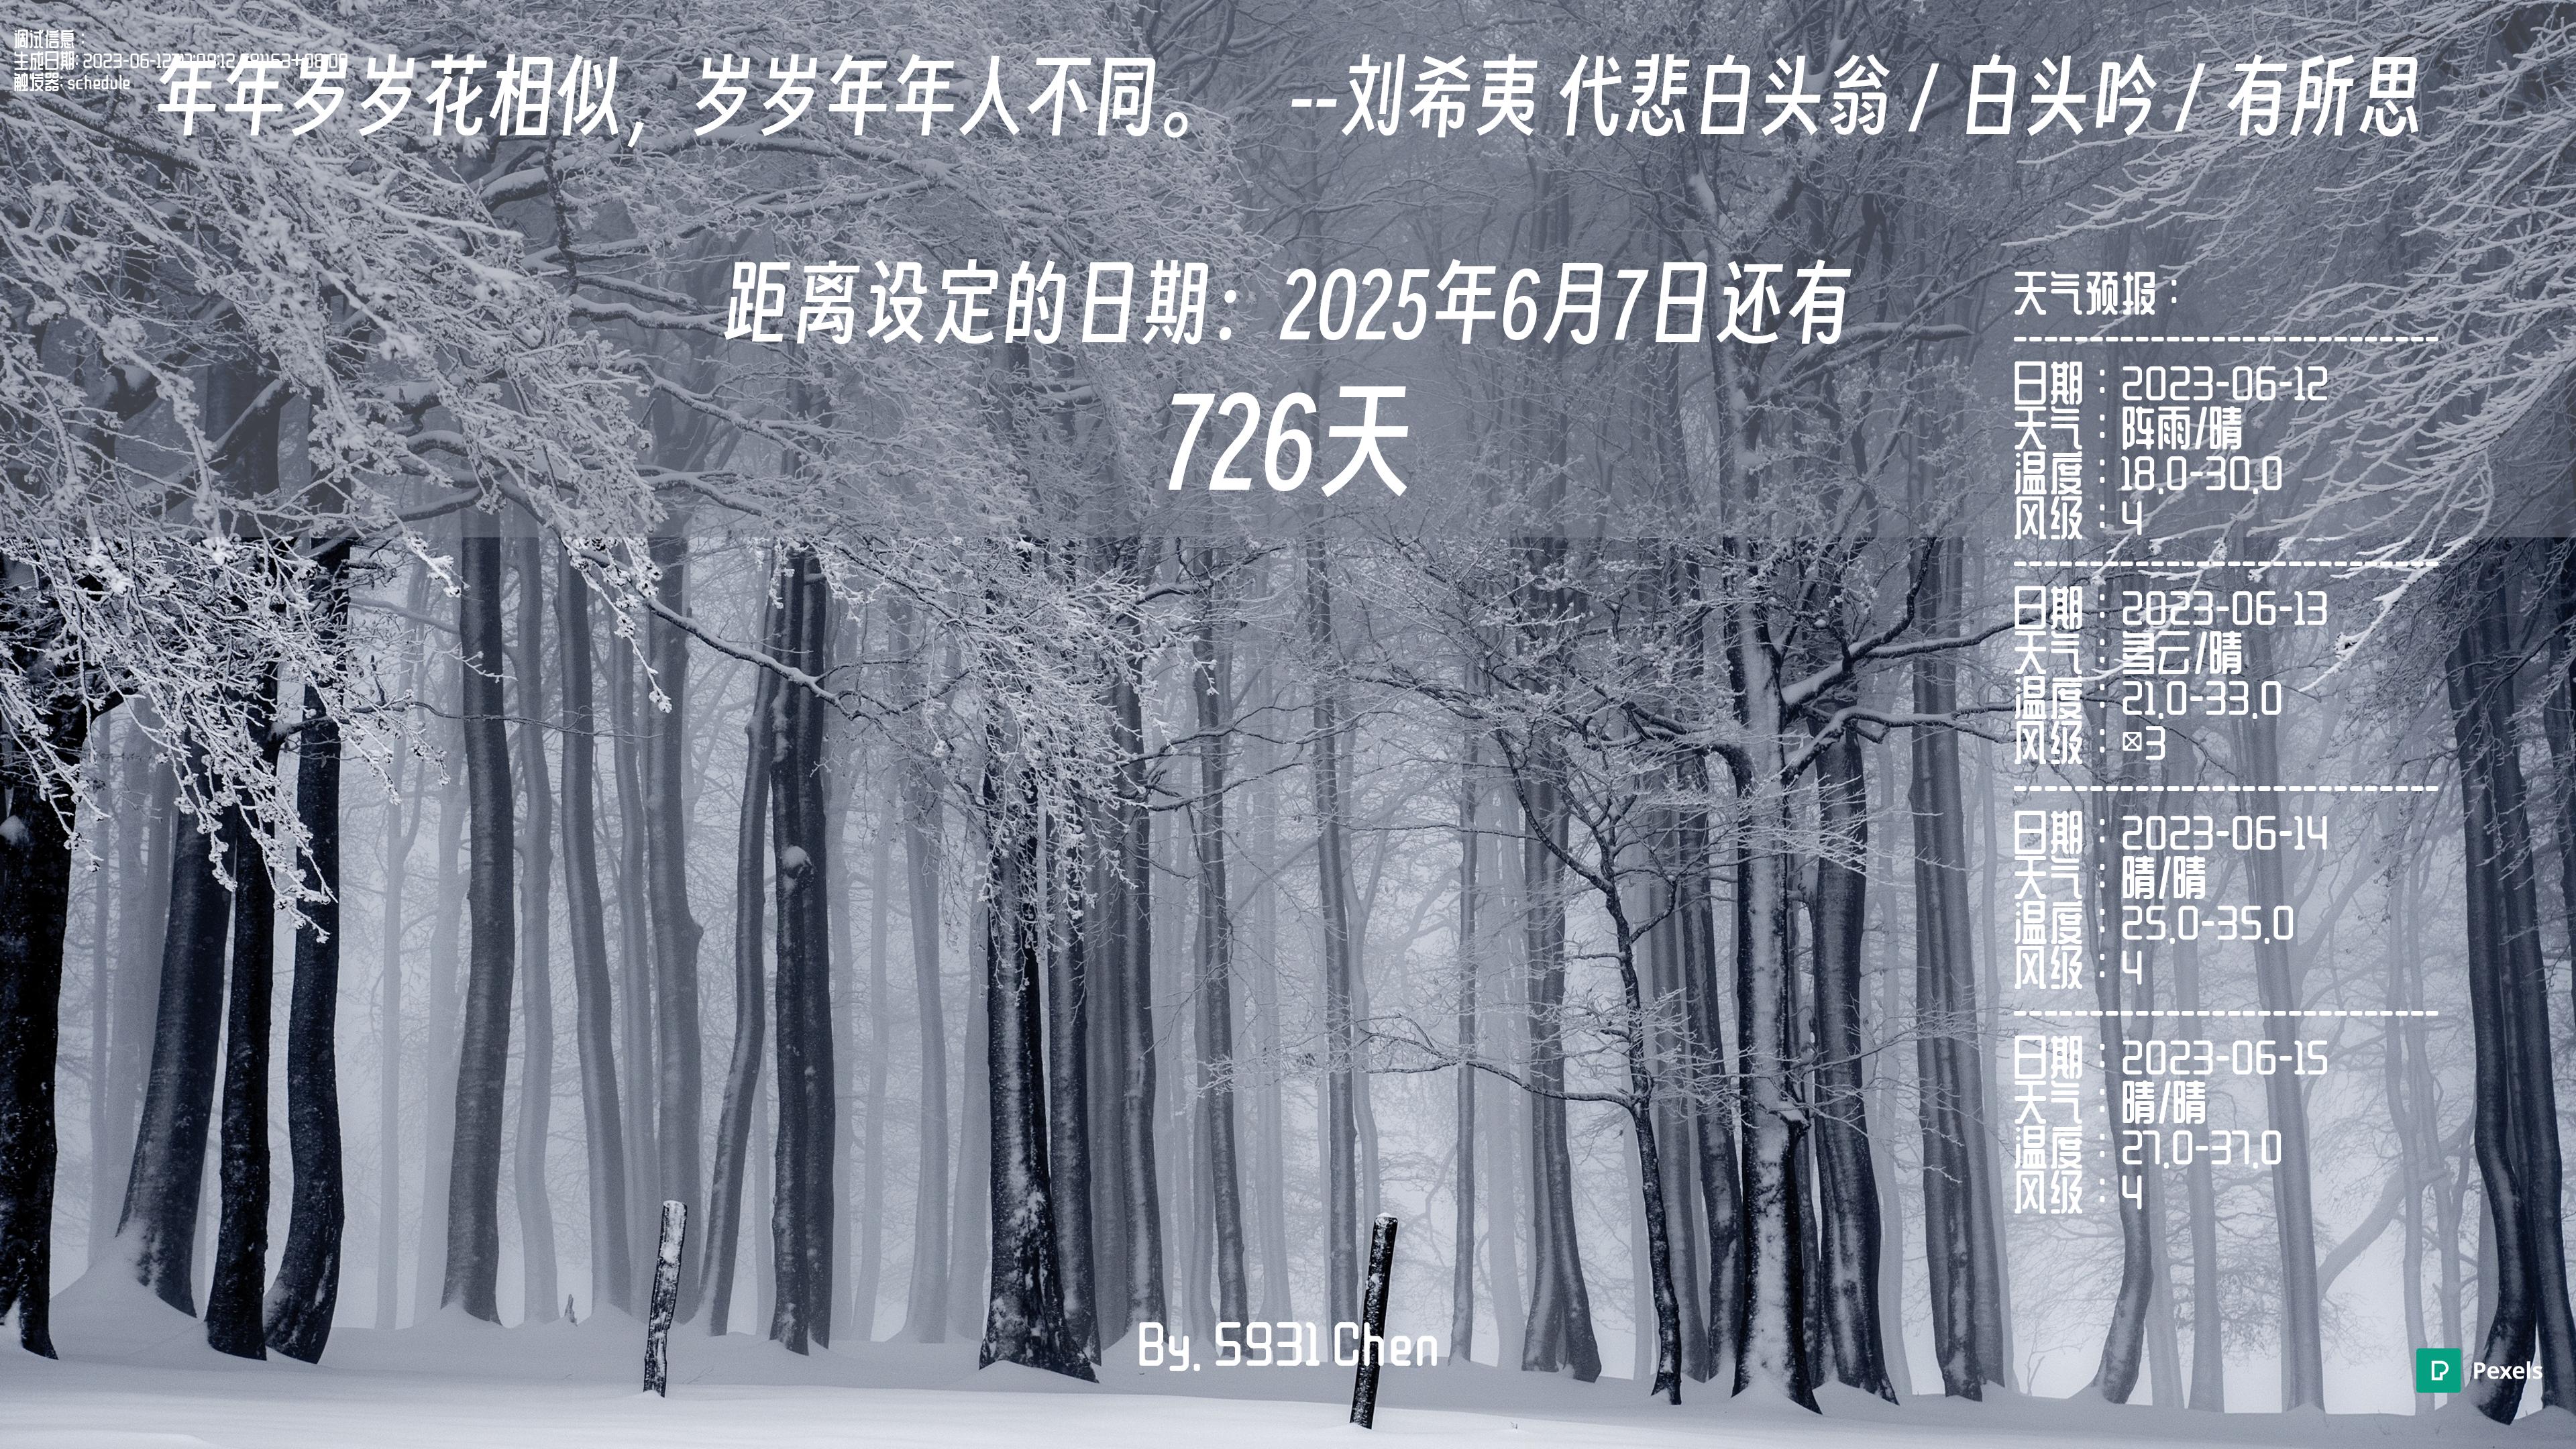 调试信息：
生成日期: 2023-06-12
触发器: schedule
年年岁岁花相似，岁岁年年人不同。 --刘希夷 代悲白头翁 / 白头吟 / 有所思
距离设定的日期：2025年6月7日还有
726天
天气预报：
------------------------
日期：2023-06-12
天气：阵雨/晴
温度：18.0-30.0
风级：4
------------------------
日期：2023-06-13
天气：多云/晴
温度：21.0-33.0
风级：☒3
------------------------
日期：2023-06-14
天气：晴/晴
温度：25.0-35.0
风级：4
------------------------
日期：2023-06-15
天气：晴/晴
温度：27.0-37.0
风级：4
By. 5931 Chen
Pexels